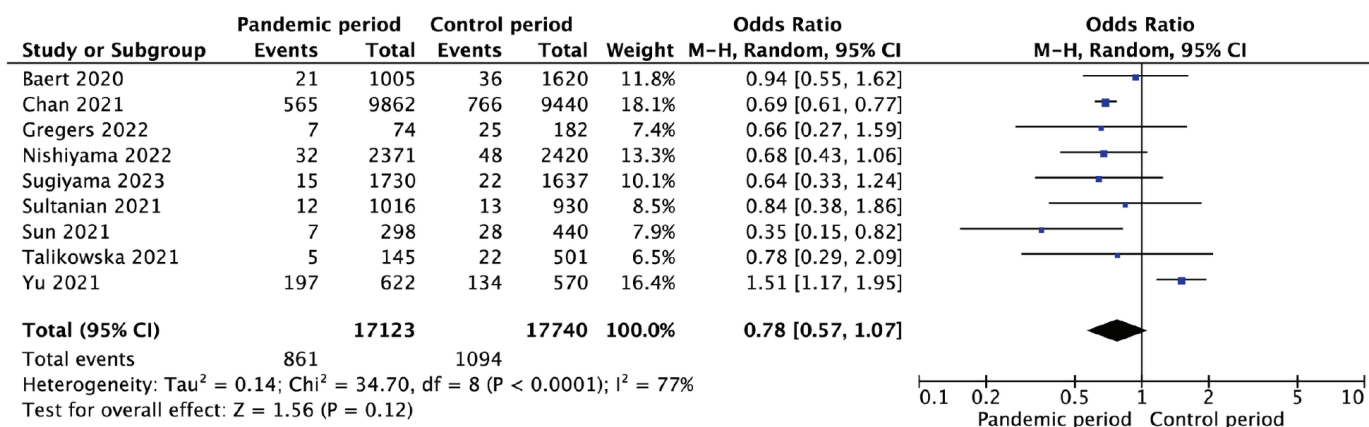 Pandemic period Control period Odds Ratio Odds Ratio
Study or Subgroup Events Total Events Total Weight M-H, Random, 95% CI M-H, Random, 95% CI
Baert 2020 21 1005 36 1620 11.8% 0.94 [0.55, 1.62]
Chan 2021 565 9862 766 9440 18.1% 0.69 [0.61, 0.77]
Gregers 2022 7 74 25 182 7.4% 0.66 [0.27, 1.59]
Nishiyama 2022 32 2371 48 2420 13.3% 0.68 [0.43, 1.06]
Sugiyama 2023 15 1730 22 1637 10.1% 0.64 [0.33, 1.24]
Sultanian 2021 12 1016 13 930 8.5% 0.84 [0.38, 1.86]
Sun 2021 7 298 28 440 7.9% 0.35 [0.15, 0.82]
Talikowska 2021 5 145 22 501 6.5% 0.78 [0.29, 2.09]
Yu 2021 197 622 134 570 16.4% 1.51 [1.17, 1.95]
Total (95% CI) 17123 17740 100.0% 0.78 [0.57, 1.07]
Total events 861 1094
Heterogeneity: Tau² = 0.14; Chi² = 34.70, df = 8 (P < 0.0001); I² = 77%
Test for overall effect: Z = 1.56 (P = 0.12)
0.1 0.2 0.5 1 2 5 10
Pandemic period Control period